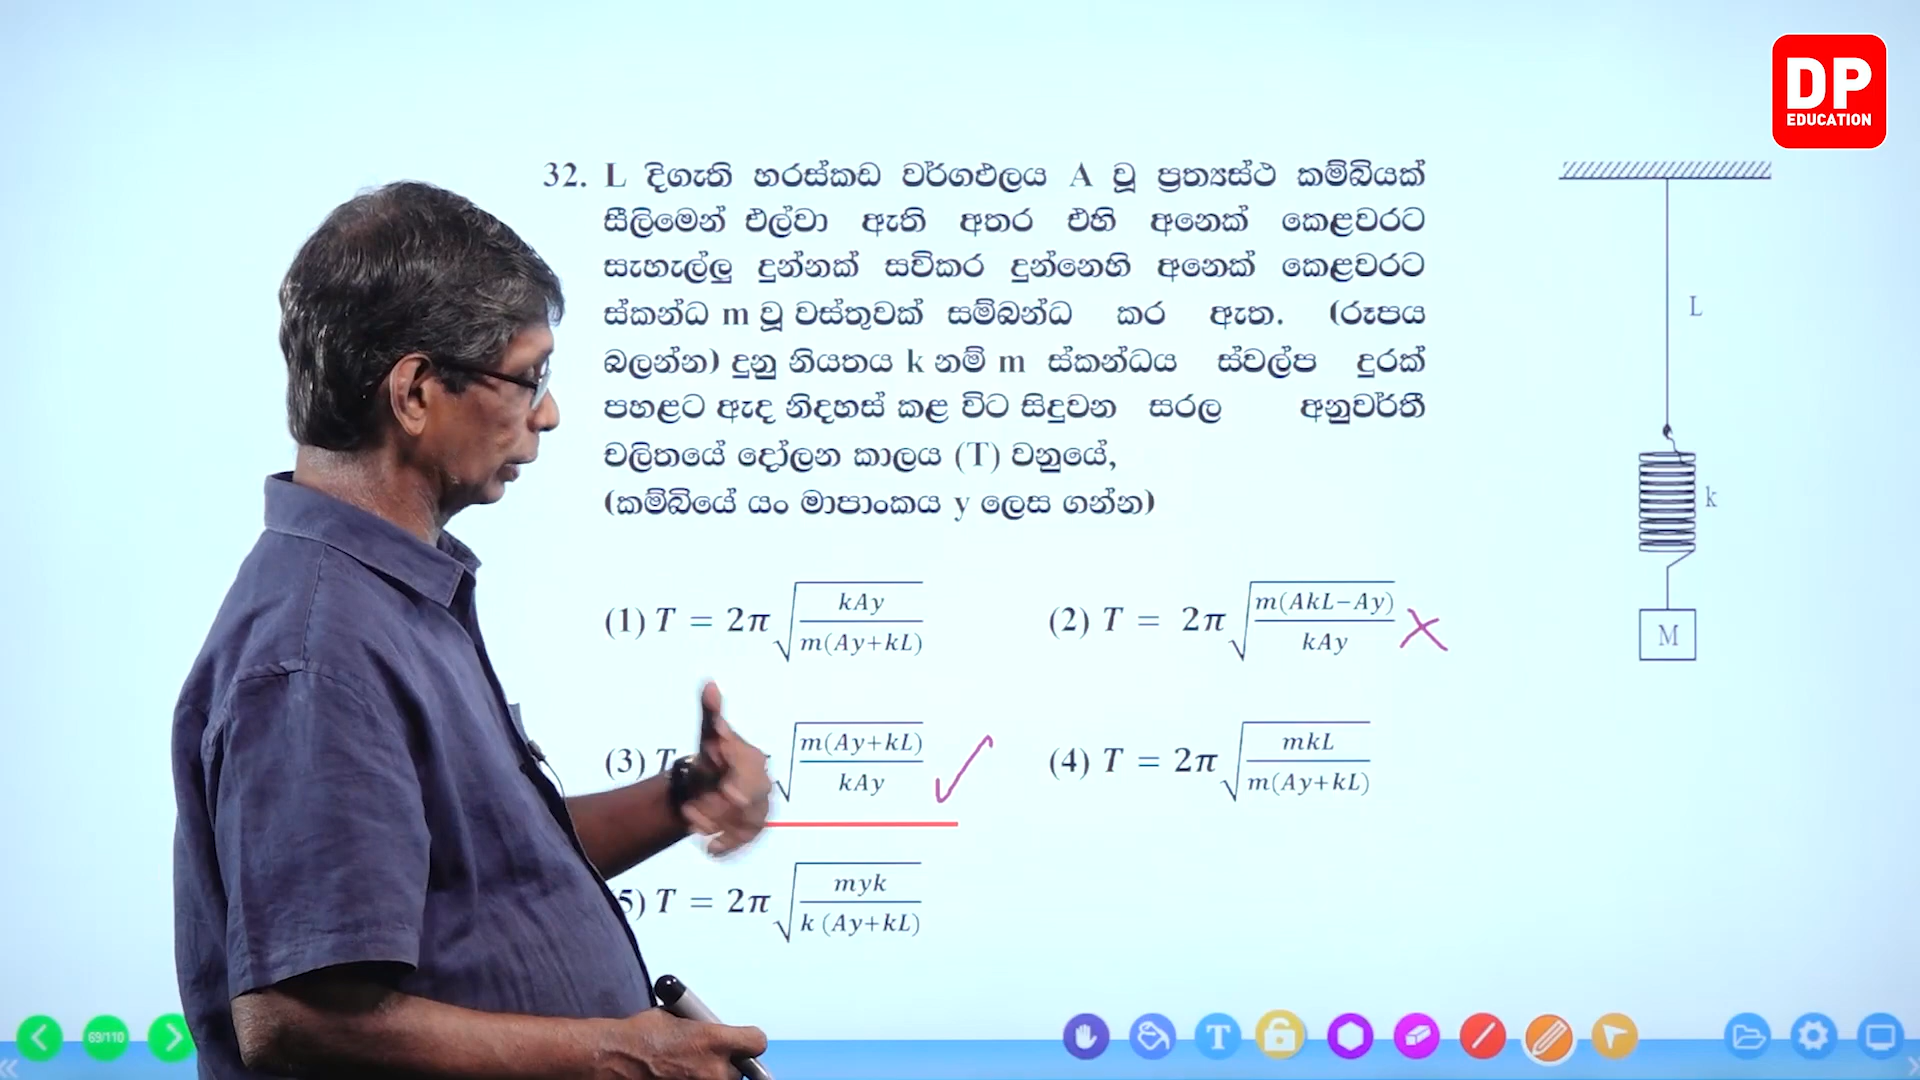 DP
EDUCATION
32. L දිගැති හරස්කඩ වර්ගඵලය A වූ ප්‍රත්‍යස්ථ කම්බියක්
සීලිමෙන් එල්වා ඇති අතර එහි අනෙක් කෙළවරට
සැහැල්ලු දුන්නක් සවිකර දුන්නෙහි අනෙක් කෙළවරට
ස්කන්ධ m වූ වස්තුවක් සම්බන්ධ කර ඇත. (රූපය
බලන්න) දුනු නියතය k නම් m ස්කන්ධය ස්වල්ප දුරක්
පහළට ඇද නිදහස් කළ විට සිදුවන සරල අනුවර්තී
චලිතයේ දෝලන කාලය (T) වනුයේ,
(කම්බියේ යං මාපාංකය y ලෙස ගන්න)
L
k
M
(1) T = 2π √(kAy / m(Ay+kL))
(2) T = 2π √(m(AkL−Ay) / kAy)
(3) T √(m(Ay+kL) / kAy)
(4) T = 2π √(mkL / m(Ay+kL))
5) T = 2π √(myk / k (Ay+kL))
69/110
T